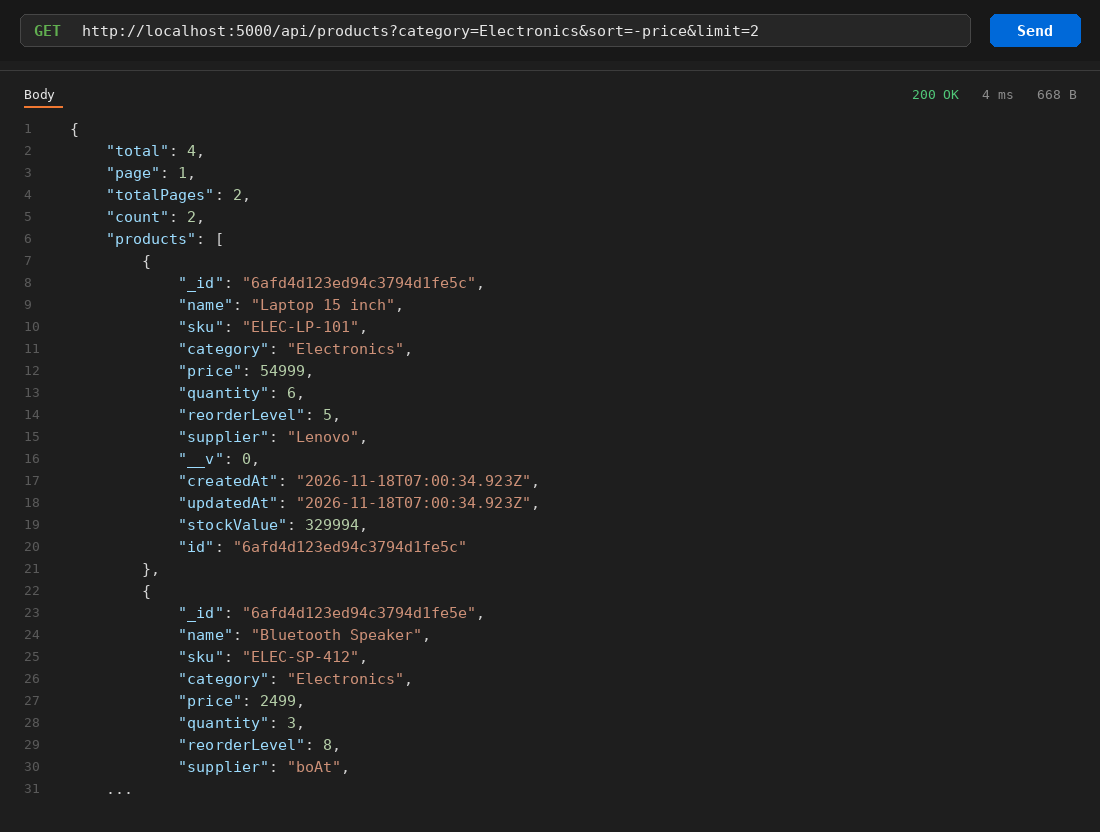 GET http://localhost:5000/api/products?category=Electronics&sort=-price&limit=2 Send
Body 200 OK 4 ms 668 B
1 {
2 "total": 4,
3 "page": 1,
4 "totalPages": 2,
5 "count": 2,
6 "products": [
7 {
8 "_id": "6afd4d123ed94c3794d1fe5c",
9 "name": "Laptop 15 inch",
10 "sku": "ELEC-LP-101",
11 "category": "Electronics",
12 "price": 54999,
13 "quantity": 6,
14 "reorderLevel": 5,
15 "supplier": "Lenovo",
16 "__v": 0,
17 "createdAt": "2026-11-18T07:00:34.923Z",
18 "updatedAt": "2026-11-18T07:00:34.923Z",
19 "stockValue": 329994,
20 "id": "6afd4d123ed94c3794d1fe5c"
21 },
22 {
23 "_id": "6afd4d123ed94c3794d1fe5e",
24 "name": "Bluetooth Speaker",
25 "sku": "ELEC-SP-412",
26 "category": "Electronics",
27 "price": 2499,
28 "quantity": 3,
29 "reorderLevel": 8,
30 "supplier": "boAt",
31 ...